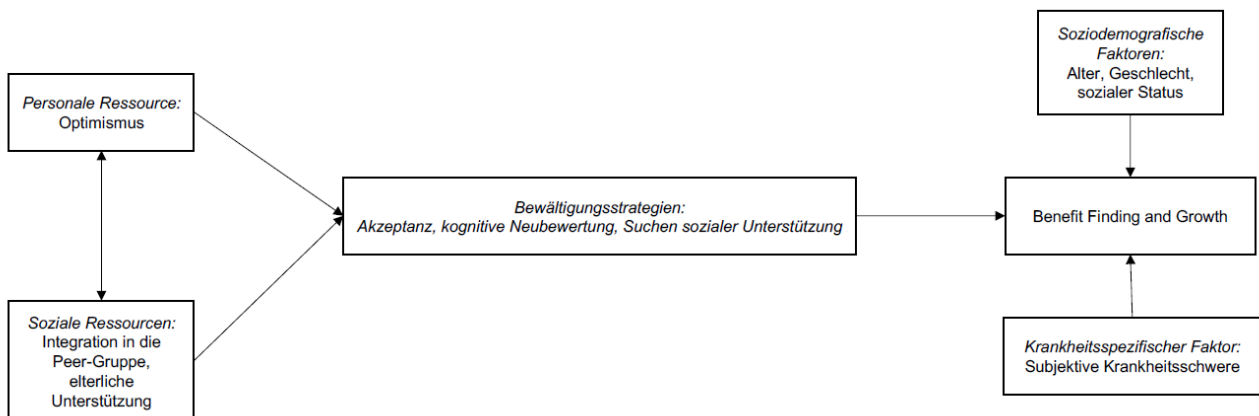 Personale Ressource:
Optimismus
Soziale Ressourcen:
Integration in die
Peer-Gruppe,
elterliche
Unterstützung
Bewältigungsstrategien:
Akzeptanz, kognitive Neubewertung, Suchen sozialer Unterstützung
Soziodemografische
Faktoren:
Alter, Geschlecht,
sozialer Status
Benefit Finding and Growth
Krankheitsspezifischer Faktor:
Subjektive Krankheitsschwere